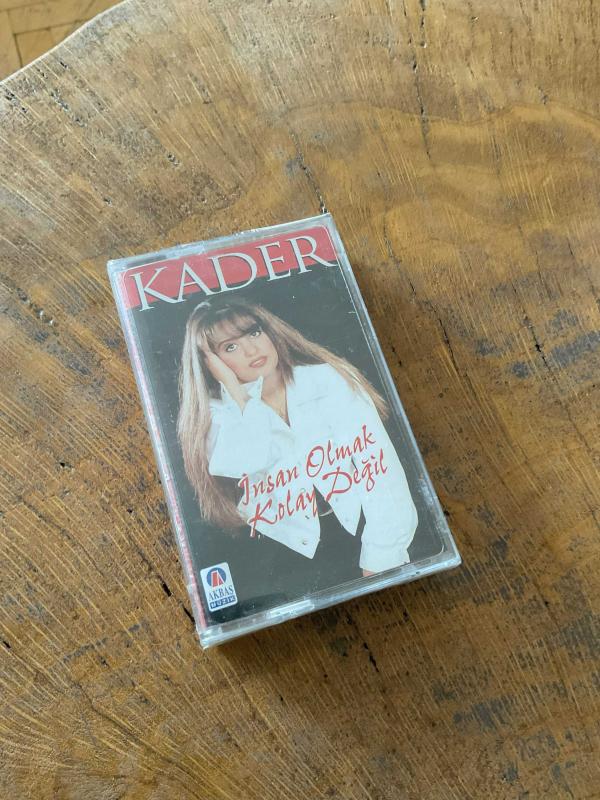 KADER
İnsan Olmak
Kolay Değil
AKBAŞ
MÜZİK